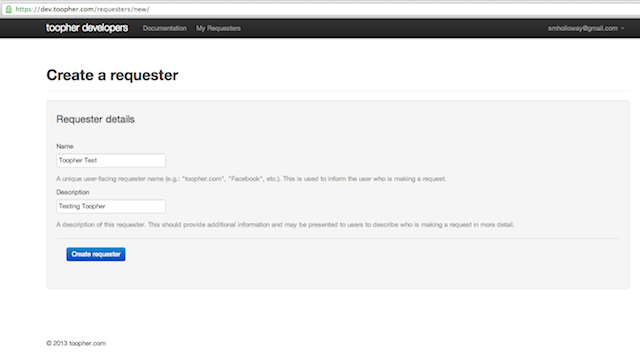 https://dev.toopher.com/requesters/new/
toopher developers Documentation My Requesters smholloway@gmail.com
Create a requester
Requester details
Name
Toopher Test
A unique user-facing requester name (e.g.: "toopher.com", "Facebook", etc.). This is used to inform the user who is making a request.
Description
Testing Toopher
A description of this requester. This should provide additional information and may be presented to users to describe who is making a request in more detail.
Create requester
© 2013 toopher.com